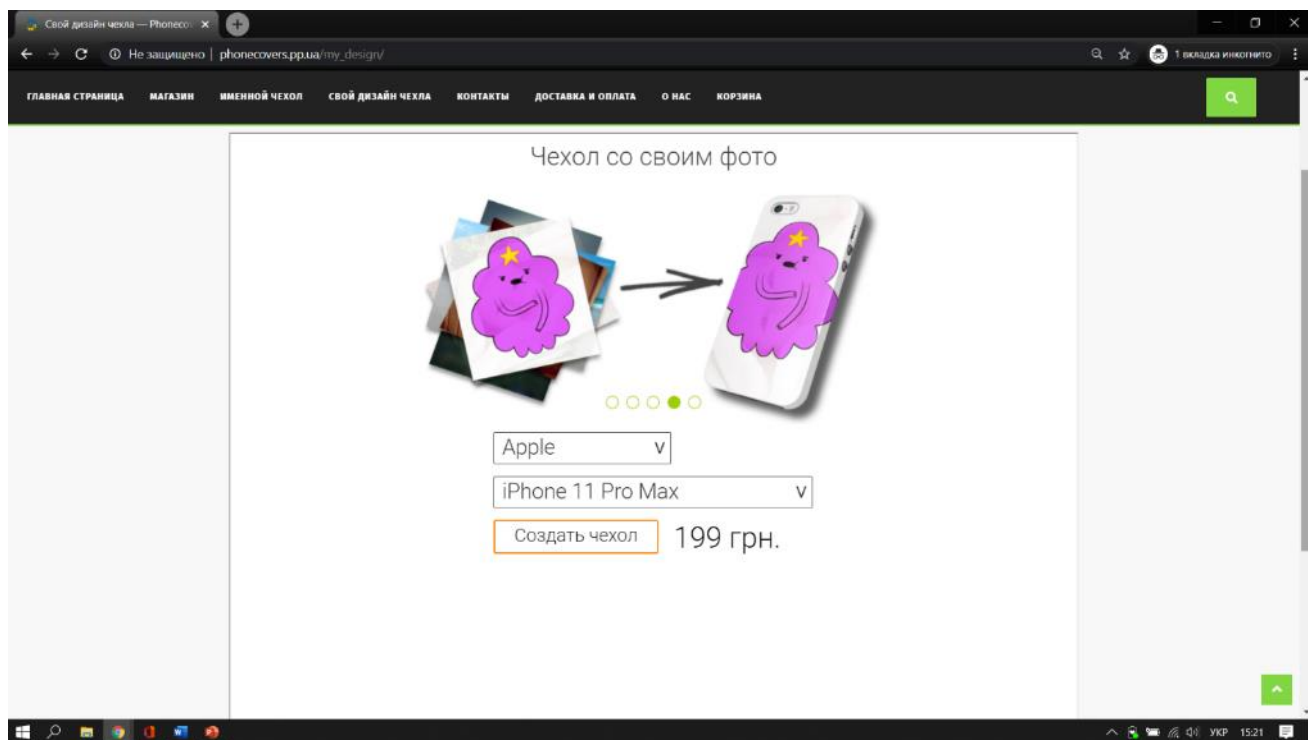 Свой дизайн чехла — Phoneco
Не защищено | phonecovers.pp.ua/my_design/
1 вкладка инкогнито
ГЛАВНАЯ СТРАНИЦА МАГАЗИН ИМЕННОЙ ЧЕХОЛ СВОЙ ДИЗАЙН ЧЕХЛА КОНТАКТЫ ДОСТАВКА И ОПЛАТА О НАС КОРЗИНА
Чехол со своим фото
Apple v
iPhone 11 Pro Max v
Создать чехол 199 грн.
УКР 15:21